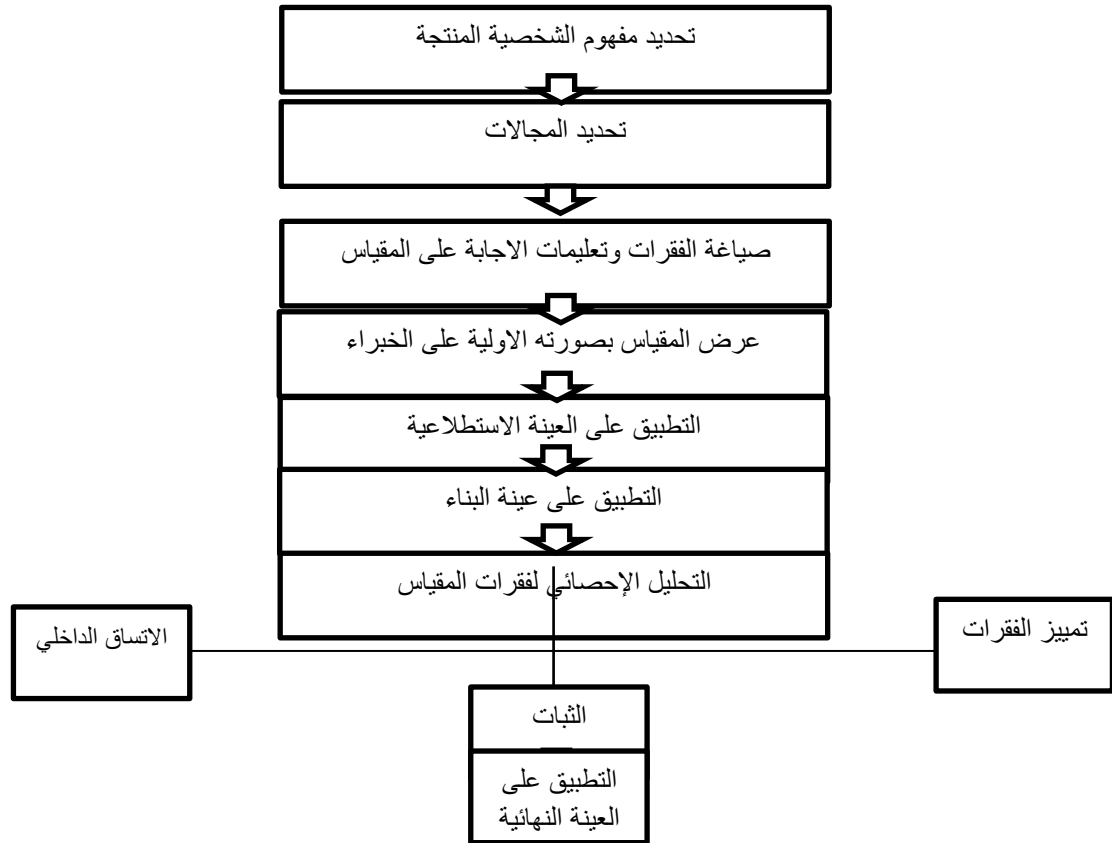 تحديد مفهوم الشخصية المنتجة
تحديد المجالات
صياغة الفقرات وتعليمات الاجابة على المقياس
عرض المقياس بصورته الاولية على الخبراء
التطبيق على العينة الاستطلاعية
التطبيق على عينة البناء
التحليل الإحصائي لفقرات المقياس
تمييز الفقرات
الاتساق الداخلي
الثبات
التطبيق على
العينة النهائية